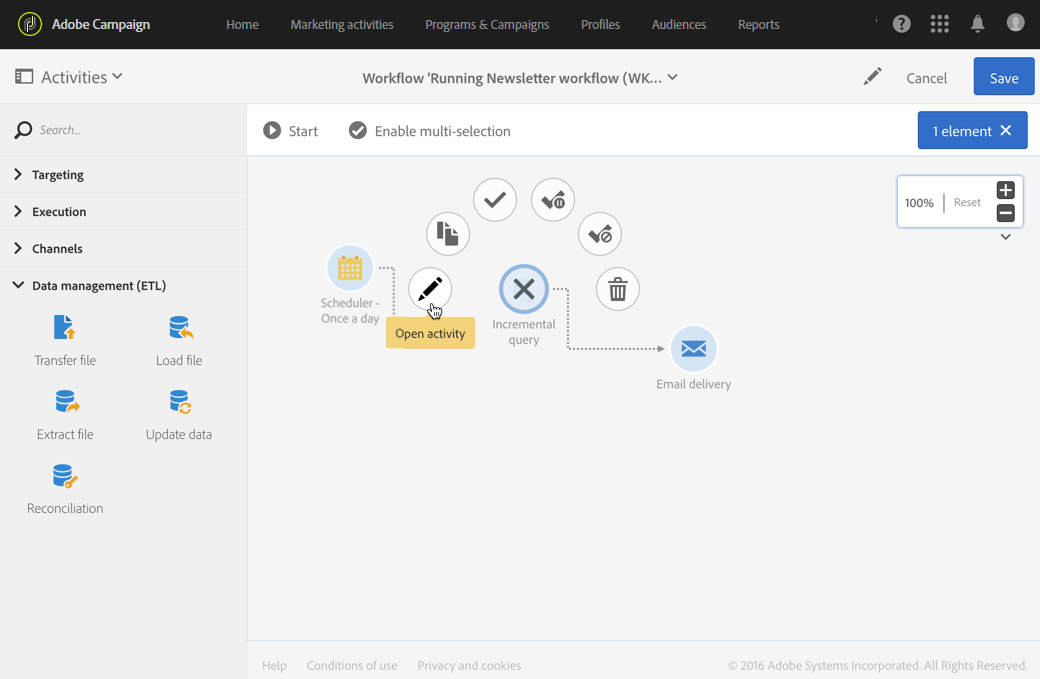 Adobe Campaign
Home
Marketing activities
Programs & Campaigns
Profiles
Audiences
Reports
Activities
Workflow 'Running Newsletter workflow (WK...
Cancel
Save
Search...
Start
Enable multi-selection
1 element
Targeting
Execution
Channels
Data management (ETL)
Transfer file
Load file
Extract file
Update data
Reconciliation
100%
Reset
Scheduler -
Once a day
Open activity
Incremental
query
Email delivery
Help
Conditions of use
Privacy and cookies
© 2016 Adobe Systems Incorporated. All Rights Reserved.